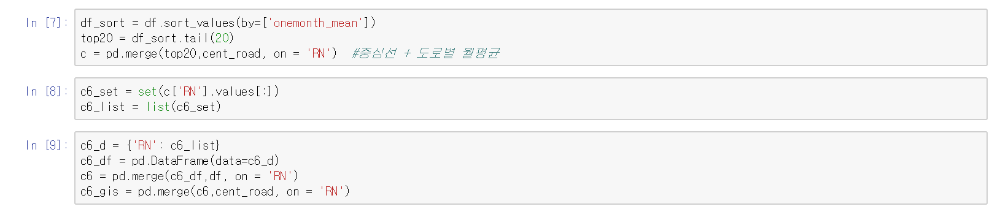 In [7]:
df_sort = df.sort_values(by=['onemonth_mean'])
top20 = df_sort.tail(20)
c = pd.merge(top20,cent_road, on = 'RN')  #중심선 + 도로별 월평균
In [8]:
c6_set = set(c['RN'].values[:])
c6_list = list(c6_set)
In [9]:
c6_d = {'RN': c6_list}
c6_df = pd.DataFrame(data=c6_d)
c6 = pd.merge(c6_df,df, on = 'RN')
c6_gis = pd.merge(c6,cent_road, on = 'RN')